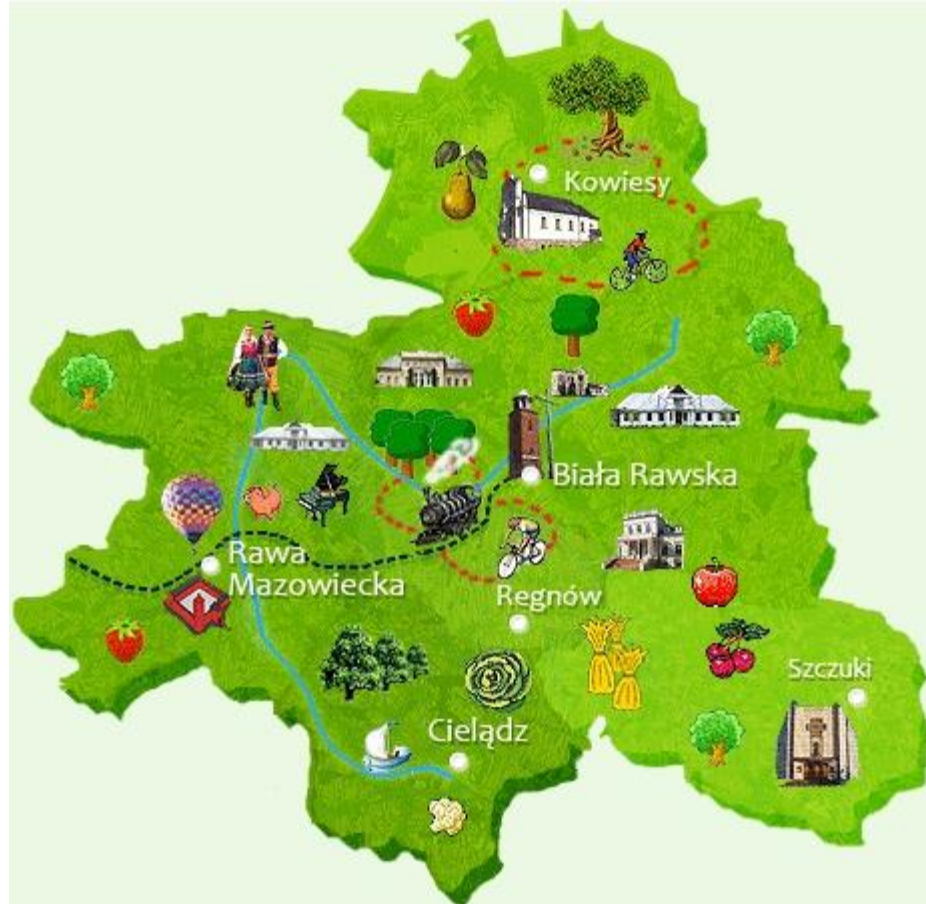 Kowiesy
Biała Rawska
Rawa
Mazowiecka
Regnów
Szczuki
Cielądz